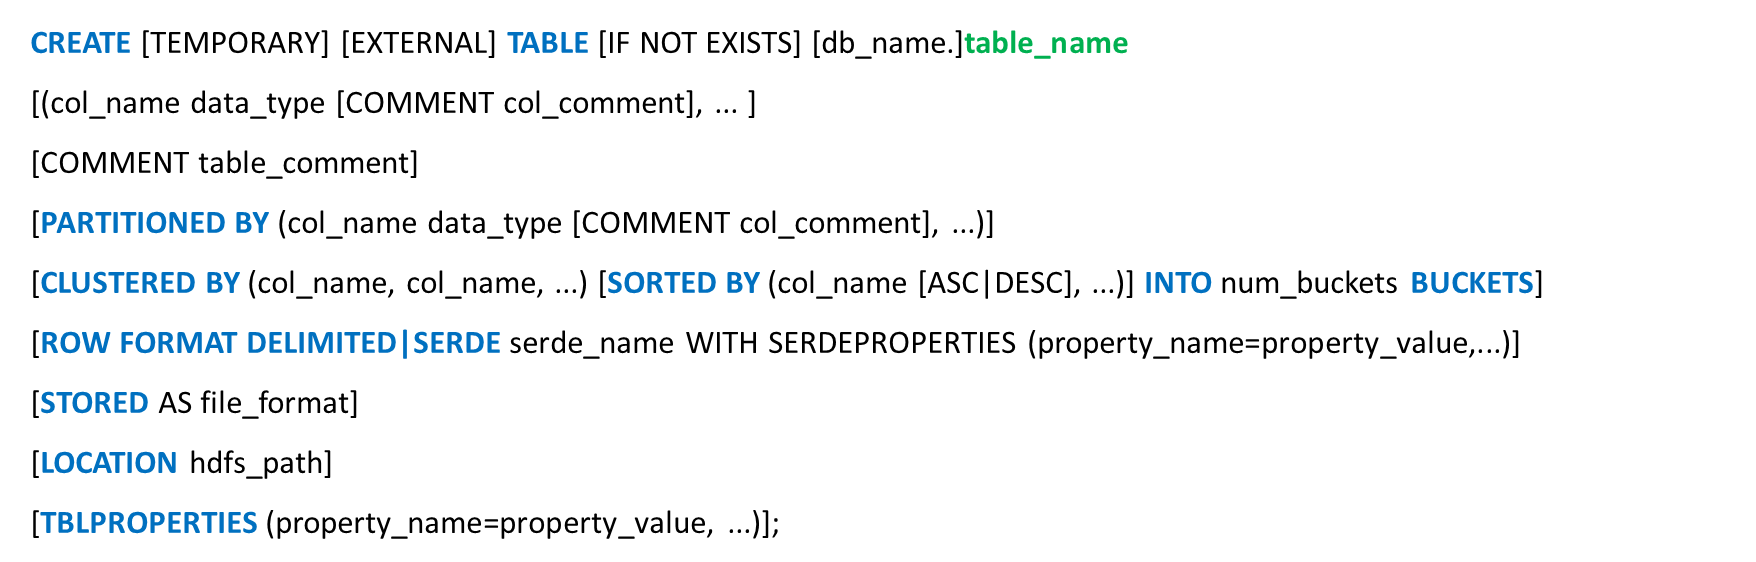 CREATE [TEMPORARY] [EXTERNAL] TABLE [IF NOT EXISTS] [db_name.]table_name
[(col_name data_type [COMMENT col_comment], ... ]
[COMMENT table_comment]
[PARTITIONED BY (col_name data_type [COMMENT col_comment], ...)]
[CLUSTERED BY (col_name, col_name, ...) [SORTED BY (col_name [ASC|DESC], ...)] INTO num_buckets BUCKETS]
[ROW FORMAT DELIMITED|SERDE serde_name WITH SERDEPROPERTIES (property_name=property_value,...)]
[STORED AS file_format]
[LOCATION hdfs_path]
[TBLPROPERTIES (property_name=property_value, ...)];